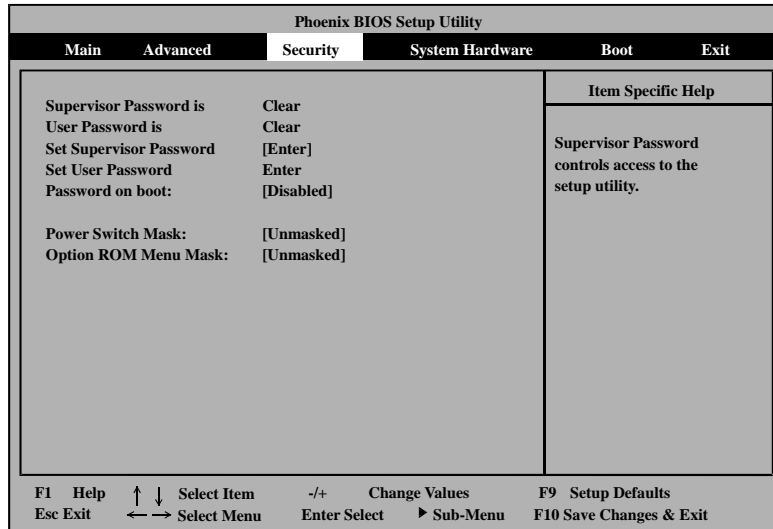 Phoenix BIOS Setup Utility
Main Advanced Security System Hardware Boot Exit
Supervisor Password is Clear
User Password is Clear
Set Supervisor Password [Enter]
Set User Password Enter
Password on boot: [Disabled]
Power Switch Mask: [Unmasked]
Option ROM Menu Mask: [Unmasked]
Item Specific Help
Supervisor Password
controls access to the
setup utility.
F1 Help ↑ ↓ Select Item -/+ Change Values F9 Setup Defaults
Esc Exit ← → Select Menu Enter Select ▶ Sub-Menu F10 Save Changes & Exit